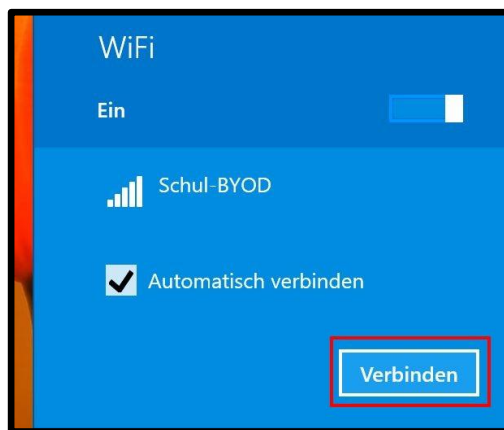 WiFi
Ein
Schul-BYOD
Automatisch verbinden
Verbinden